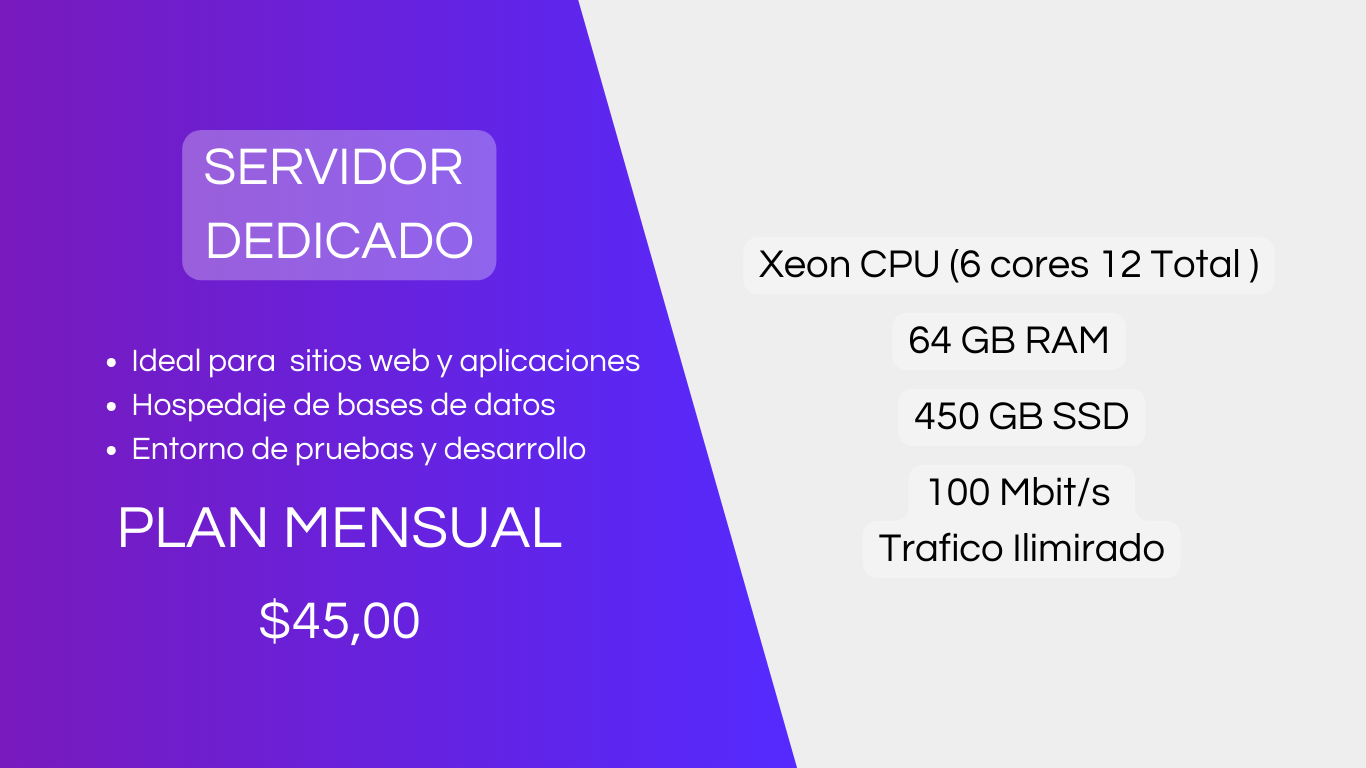 SERVIDOR
DEDICADO
• Ideal para  sitios web y aplicaciones
• Hospedaje de bases de datos
• Entorno de pruebas y desarrollo
PLAN MENSUAL
$45,00
Xeon CPU (6 cores 12 Total )
64 GB RAM
450 GB SSD
100 Mbit/s
Trafico Ilimirado